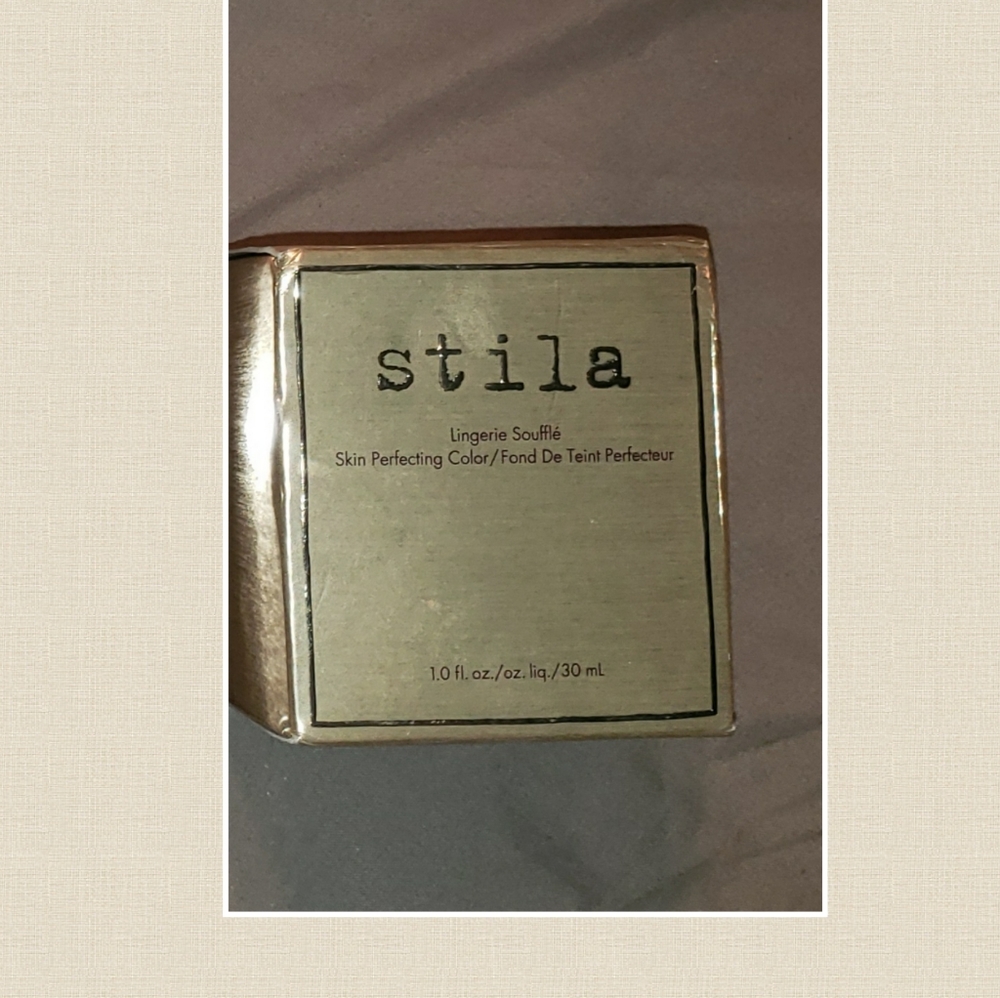 stila
Lingerie Soufflé
Skin Perfecting Color/Fond De Teint Perfecteur
1.0 fl. oz./oz. liq./30 mL